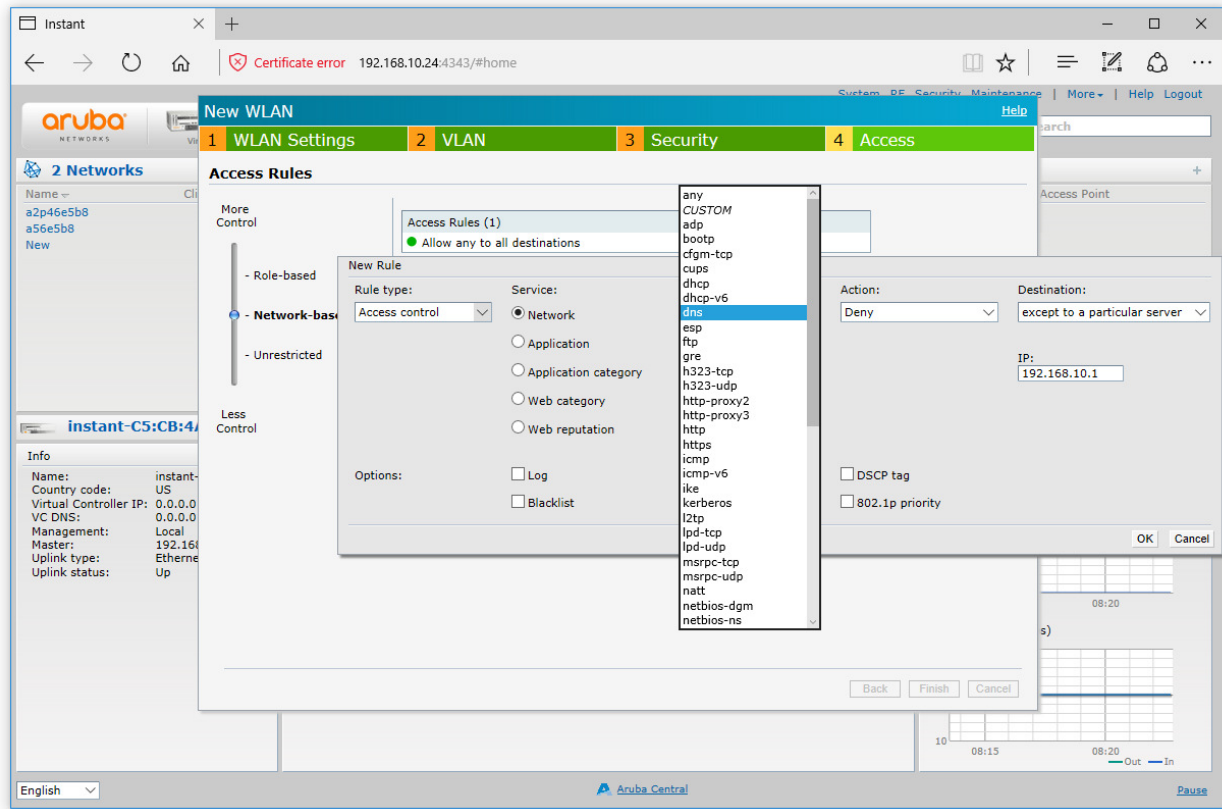 Instant
Certificate error 192.168.10.24:4343/#home
More Help Logout
aruba
NETWORKS
2 Networks
Name
a2p46e5b8
a56e5b8
New
Access Point
New WLAN
Help
1 WLAN Settings 2 VLAN 3 Security 4 Access
Access Rules
More
Control
- Role-based
- Network-bas
- Unrestricted
Less
Control
Access Rules (1)
Allow any to all destinations
New Rule
Rule type:
Access control
Service:
Network
Application
Application category
Web category
Web reputation
any
CUSTOM
adp
bootp
cfgm-tcp
cups
dhcp
dhcp-v6
dns
esp
ftp
gre
h323-tcp
h323-udp
http-proxy2
http-proxy3
http
https
icmp
icmp-v6
ike
kerberos
l2tp
lpd-tcp
lpd-udp
msrpc-tcp
msrpc-udp
natt
netbios-dgm
netbios-ns
Action:
Deny
Destination:
except to a particular server
IP:
192.168.10.1
Options:
Log
Blacklist
DSCP tag
802.1p priority
OK Cancel
Back Finish Cancel
instant-C5:CB:4
Info
Name: instant-
Country code: US
Virtual Controller IP: 0.0.0.0
VC DNS: 0.0.0.0
Management: Local
Master: 192.168
Uplink type: Etherne
Uplink status: Up
08:20
s)
10
08:15 08:20
Out In
English
Aruba Central
Pause